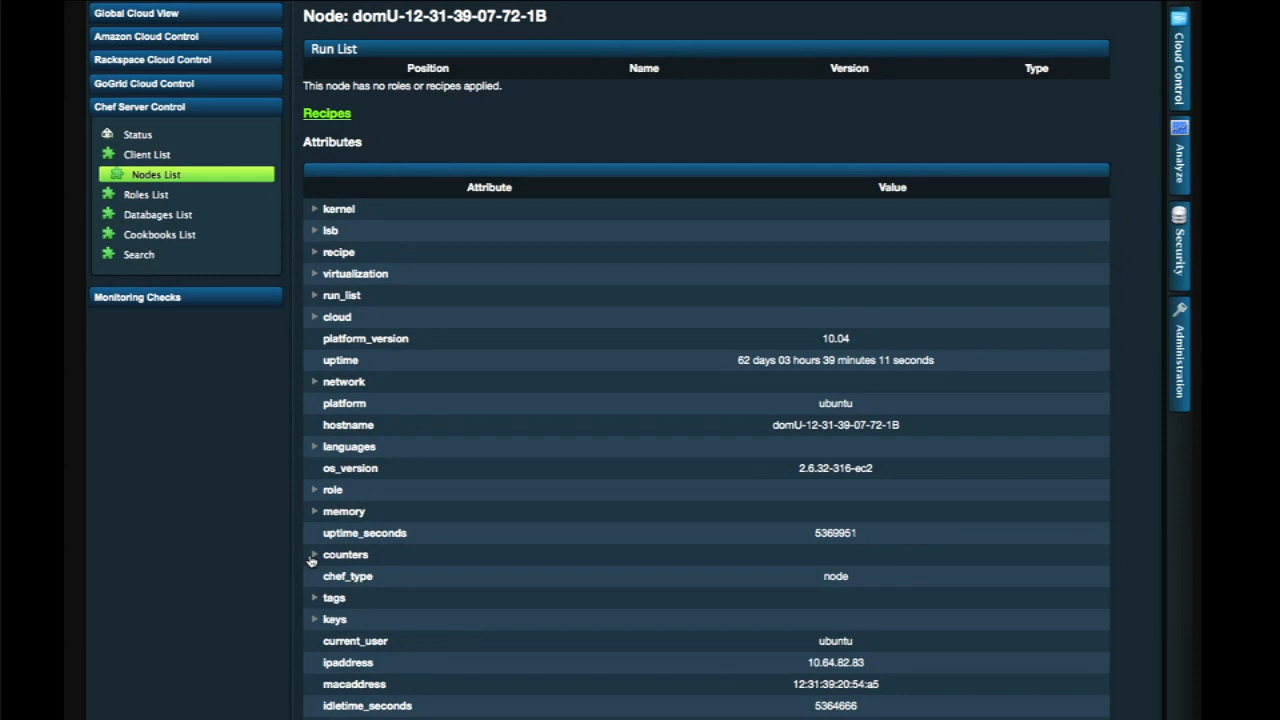 Global Cloud View
Amazon Cloud Control
Rackspace Cloud Control
GoGrid Cloud Control
Chef Server Control
Status
Client List
Nodes List
Roles List
Databages List
Cookbooks List
Search
Monitoring Checks
Node: domU-12-31-39-07-72-1B
Run List
Position Name Version Type
This node has no roles or recipes applied.
Recipes
Attributes
Attribute Value
kernel
lsb
recipe
virtualization
run_list
cloud
platform_version 10.04
uptime 62 days 03 hours 39 minutes 11 seconds
network
platform ubuntu
hostname domU-12-31-39-07-72-1B
languages
os_version 2.6.32-316-ec2
role
memory
uptime_seconds 5369951
counters
chef_type node
tags
keys
current_user ubuntu
ipaddress 10.64.82.83
macaddress 12:31:39:20:54:a5
idletime_seconds 5364666
Cloud Control
Analyze
Security
Administration